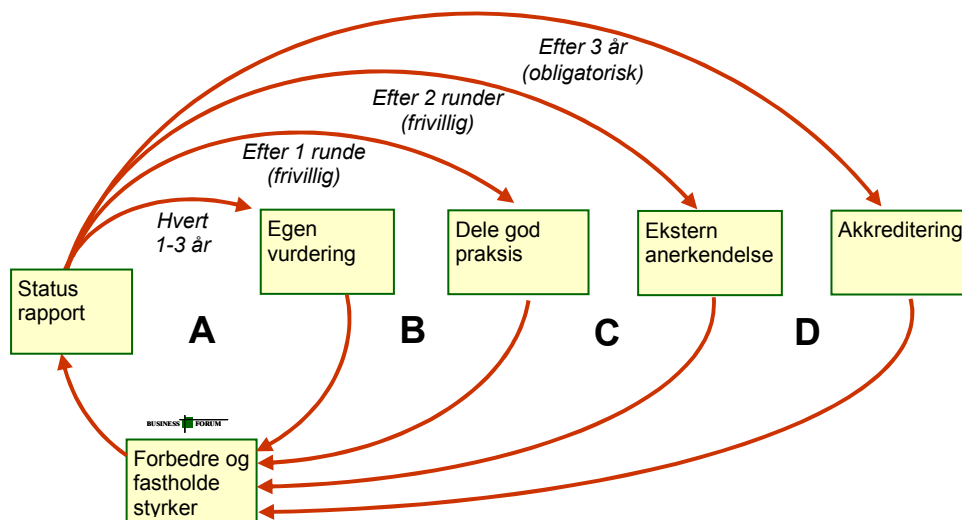 Efter 3 år
(obligatorisk)
Efter 2 runder
(frivillig)
Efter 1 runde
(frivillig)
Hvert
1-3 år
Egen
vurdering
Dele god
praksis
Ekstern
anerkendelse
Akkreditering
Status
rapport
A
B
C
D
BUSINESS FORUM
Forbedre og
fastholde
styrker